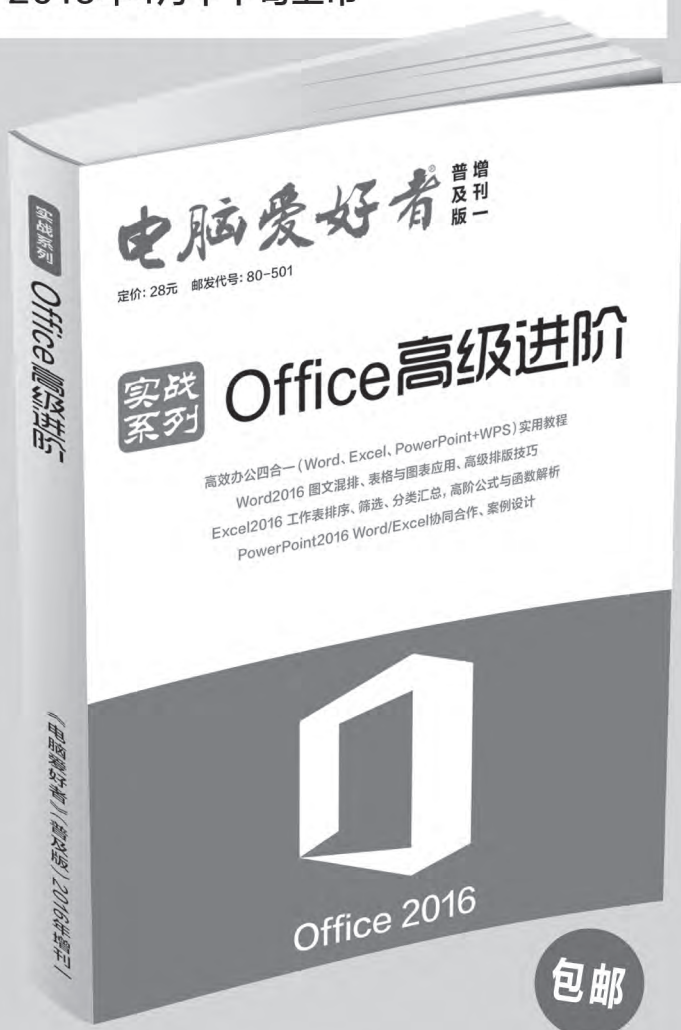 电脑爱好者®
普及版
增刊一
定价：28元 邮发代号：80-501
实战系列
Office高级进阶
高效办公四合一（Word、Excel、PowerPoint+WPS）实用教程
Word2016 图文混排、表格与图表应用、高级排版技巧
Excel2016 工作表排序、筛选、分类汇总，高阶公式与函数解析
PowerPoint2016 Word/Excel协同合作、案例设计
Office 2016
实战系列
Office高级进阶
《电脑爱好者》（普及版）2016年增刊一
包邮